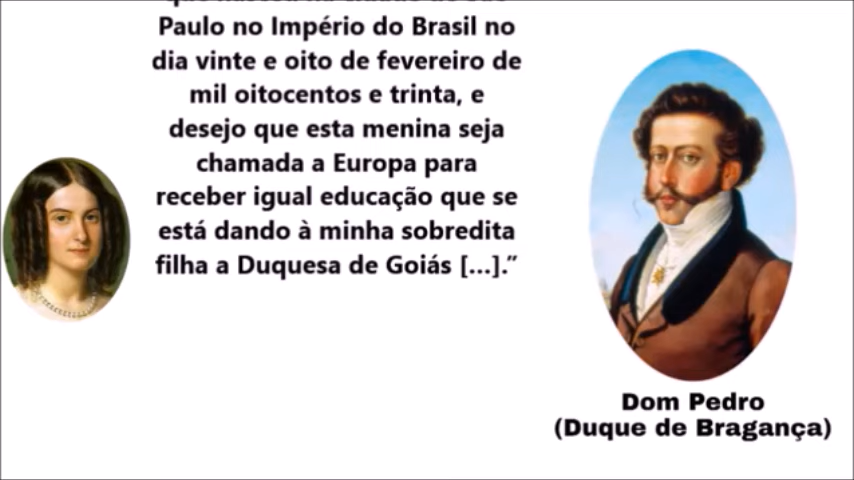 Paulo no Império do Brasil no
dia vinte e oito de fevereiro de
mil oitocentos e trinta, e
desejo que esta menina seja
chamada a Europa para
receber igual educação que se
está dando à minha sobredita
filha a Duquesa de Goiás [...].”
Dom Pedro
(Duque de Bragança)